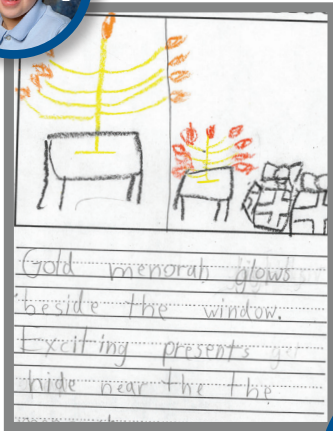 Gold menorah glows
beside the window.
Exciting presents
hide near the the